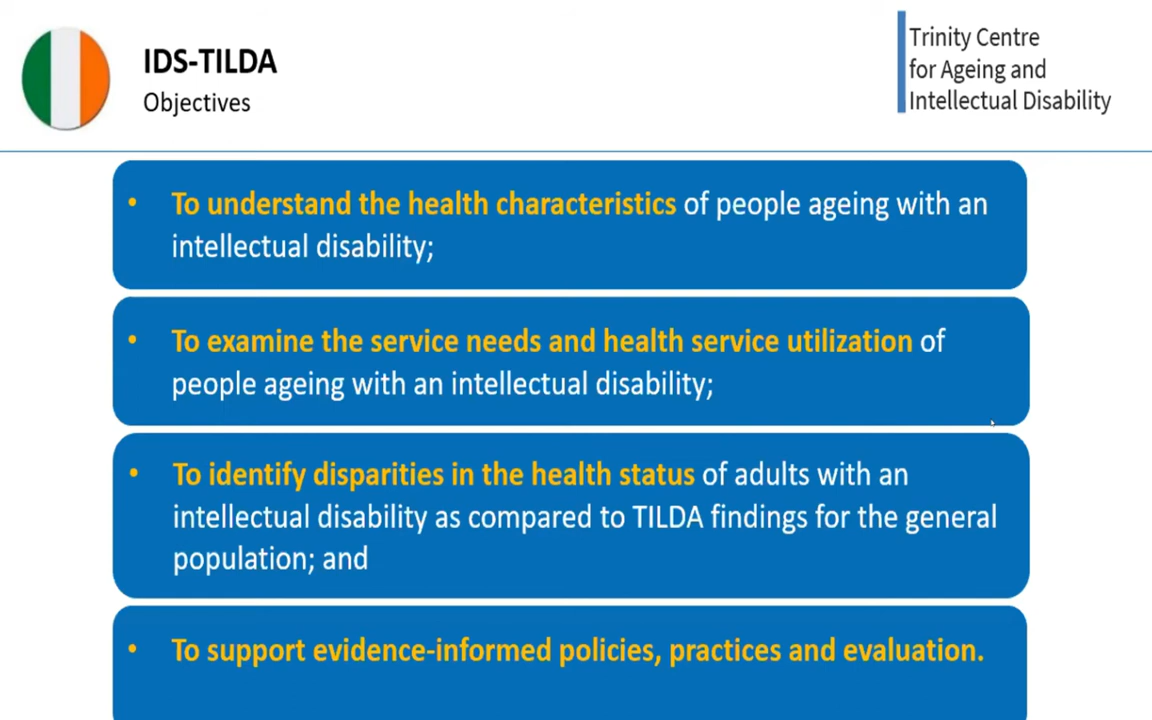 IDS-TILDA
Objectives
Trinity Centre
for Ageing and
Intellectual Disability
• To understand the health characteristics of people ageing with an
intellectual disability;
• To examine the service needs and health service utilization of
people ageing with an intellectual disability;
• To identify disparities in the health status of adults with an
intellectual disability as compared to TILDA findings for the general
population; and
• To support evidence-informed policies, practices and evaluation.